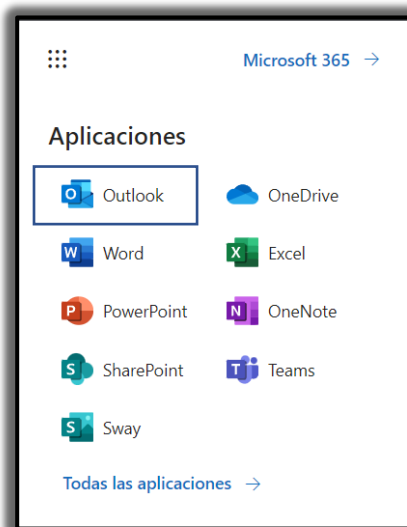 Microsoft 365 →
Aplicaciones
Outlook OneDrive
Word Excel
PowerPoint OneNote
SharePoint Teams
Sway
Todas las aplicaciones →